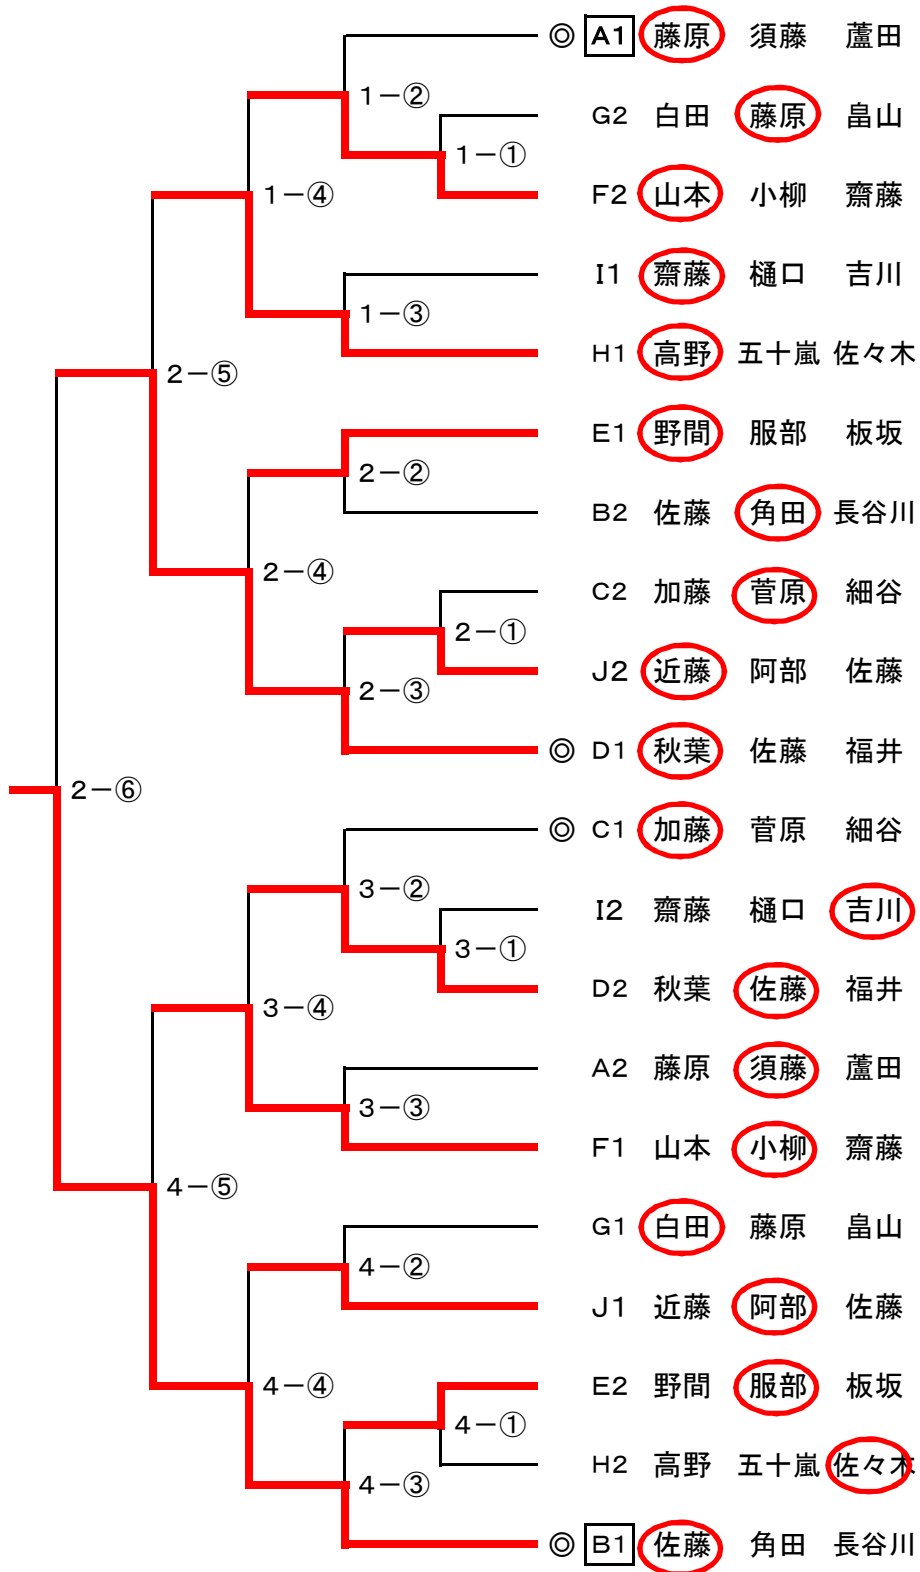 ◎ A1 藤原 須藤 蘆田
1－②
G2 白田 藤原 畠山
1－①
F2 山本 小柳 齋藤
1－④
I1 齋藤 樋口 吉川
1－③
H1 高野 五十嵐 佐々木
2－⑤
E1 野間 服部 板坂
2－②
B2 佐藤 角田 長谷川
2－④
C2 加藤 菅原 細谷
2－①
J2 近藤 阿部 佐藤
2－③
◎ D1 秋葉 佐藤 福井
2－⑥
◎ C1 加藤 菅原 細谷
3－②
I2 齋藤 樋口 吉川
3－①
D2 秋葉 佐藤 福井
3－④
A2 藤原 須藤 蘆田
3－③
F1 山本 小柳 齋藤
4－⑤
G1 白田 藤原 畠山
4－②
J1 近藤 阿部 佐藤
4－④
E2 野間 服部 板坂
4－①
H2 高野 五十嵐 佐々木
4－③
◎ B1 佐藤 角田 長谷川